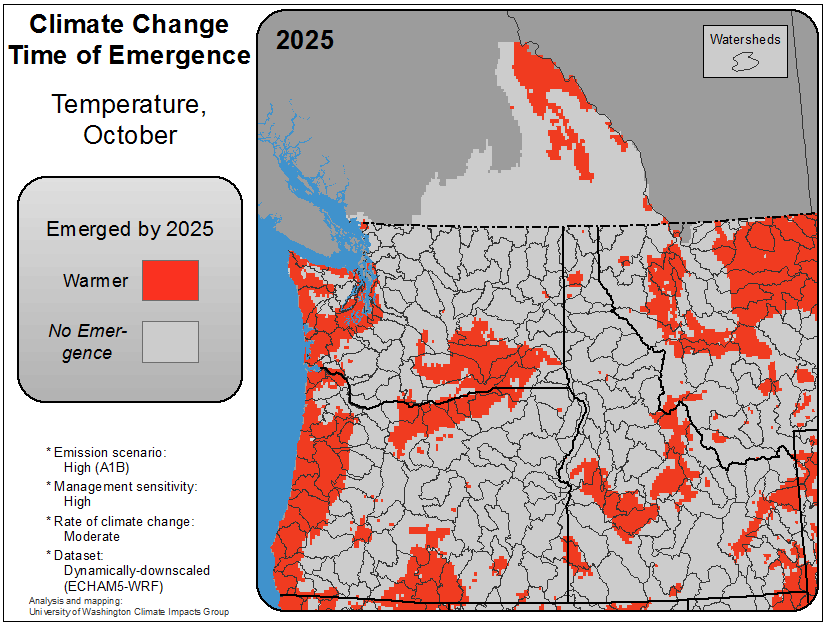 Climate Change
Time of Emergence
Temperature,
October
Emerged by 2025
Warmer
No Emer-
gence
* Emission scenario:
High (A1B)
* Management sensitivity:
High
* Rate of climate change:
Moderate
* Dataset:
Dynamically-downscaled
(ECHAM5-WRF)
Analysis and mapping:
University of Washington Climate Impacts Group
2025
Watersheds